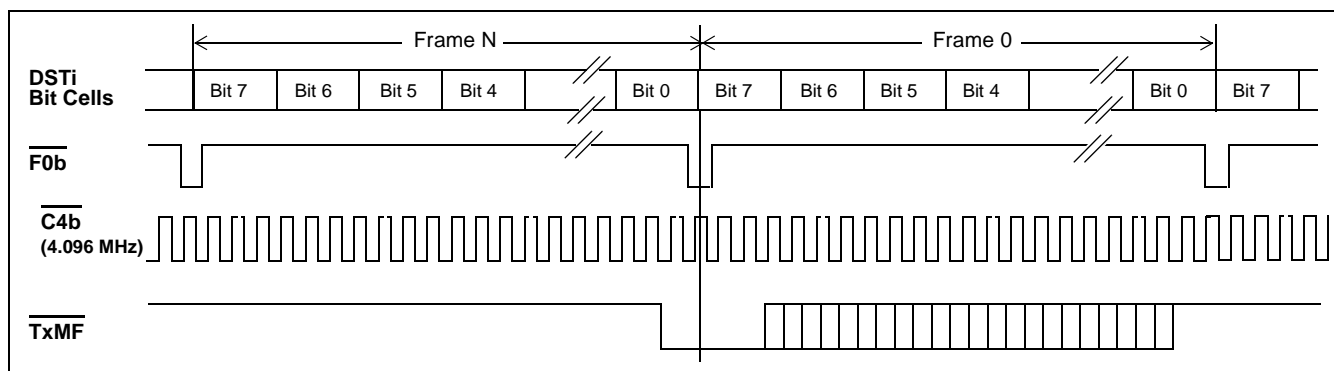 Frame N Frame 0
DSTi Bit Cells
Bit 7 Bit 6 Bit 5 Bit 4 Bit 0 Bit 7 Bit 6 Bit 5 Bit 4 Bit 0 Bit 7
F0b
C4b
(4.096 MHz)
TxMF